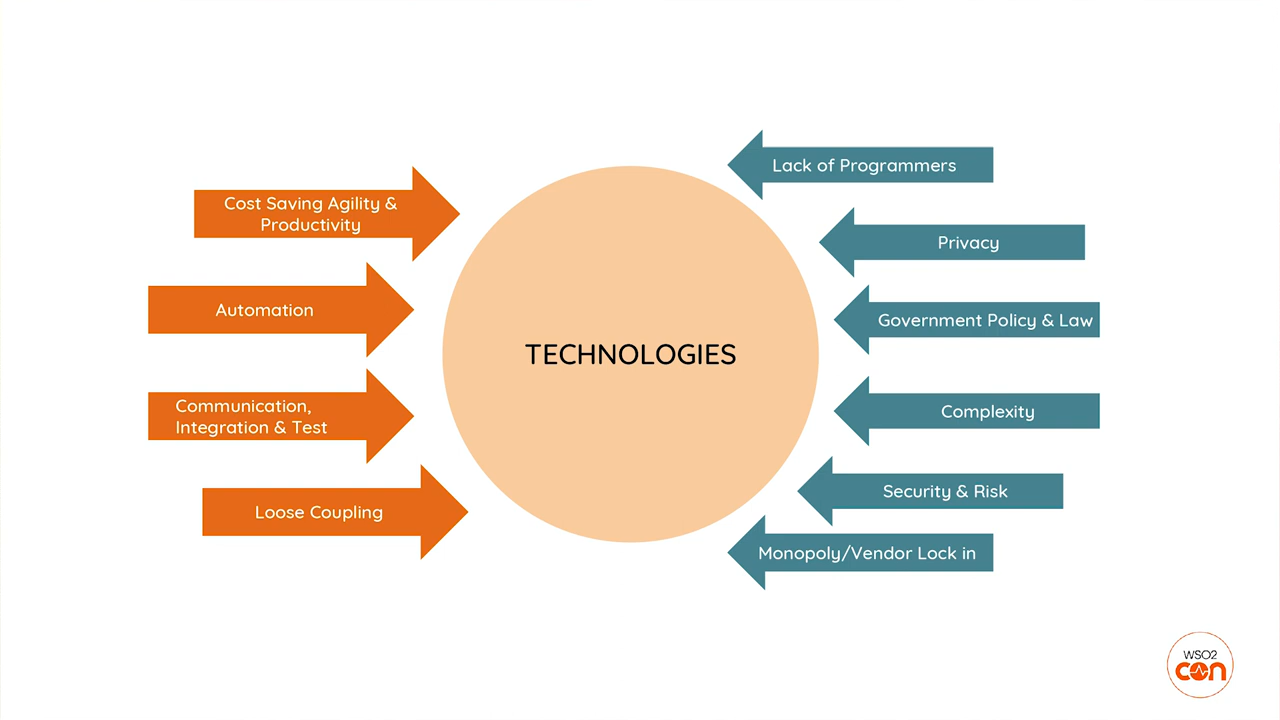 Cost Saving Agility &
Productivity
Automation
Communication,
Integration & Test
Loose Coupling
TECHNOLOGIES
Lack of Programmers
Privacy
Government Policy & Law
Complexity
Security & Risk
Monopoly/Vendor Lock in
WSO2
con